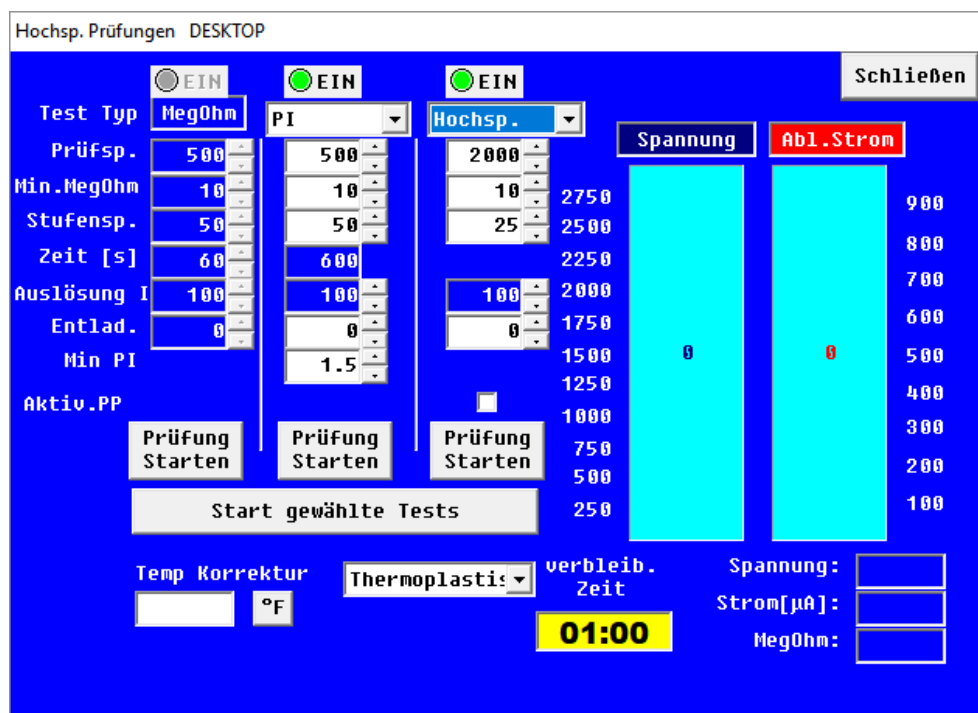 Hochsp. Prüfungen DESKTOP
EIN EIN EIN Schließen
Test Typ MegOhm PI Hochsp. Spannung Abl.Strom
Prüfsp. 500 500 2000
Min.MegOhm 10 10 10 2750 900
Stufensp. 50 50 25 2500 800
Zeit [s] 60 600 2250 700
Auslösung I 100 100 100 2000 600
Entlad. 0 0 0 1750
Min PI 1.5 1500 0 0 500
1250 400
Aktiv.PP 1000 300
Prüfung Prüfung Prüfung 750
Starten Starten Starten 500 200
Start gewählte Tests 250 100
Temp Korrektur Thermoplastis verbleib. Spannung:
°F Zeit Strom[µA]:
01:00 MegOhm: